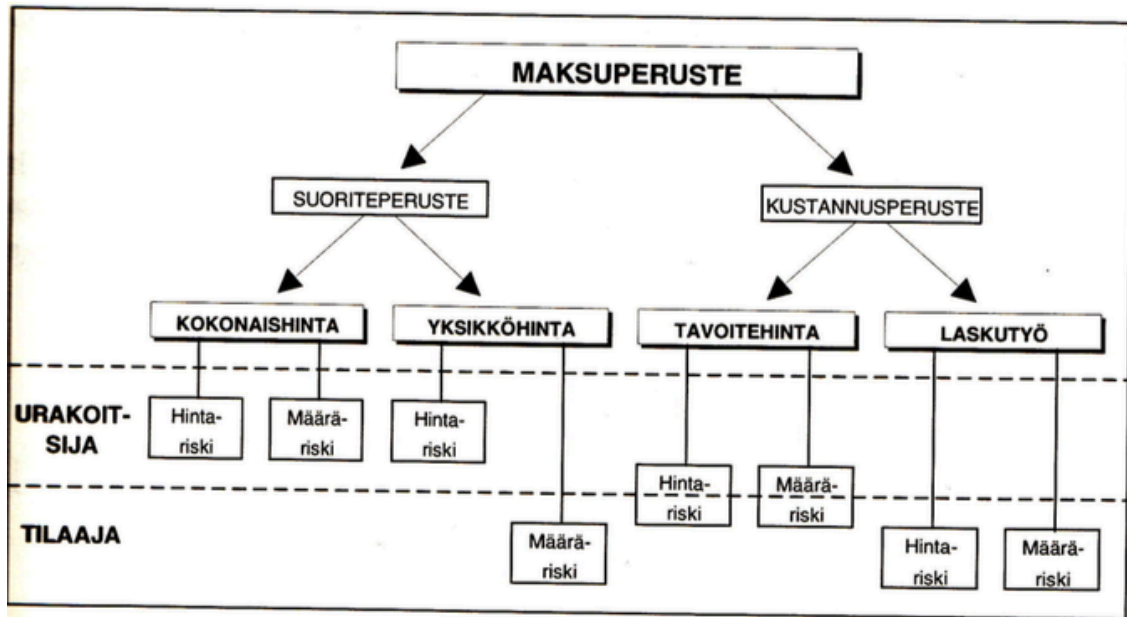 MAKSUPERUSTE
SUORITEPERUSTE
KUSTANNUSPERUSTE
KOKONAISHINTA
YKSIKKÖHINTA
TAVOITEHINTA
LASKUTYÖ
URAKOIT-
SIJA
Hinta-
riski
Määrä-
riski
Hinta-
riski
Hinta-
riski
Määrä-
riski
TILAAJA
Määrä-
riski
Hinta-
riski
Määrä-
riski